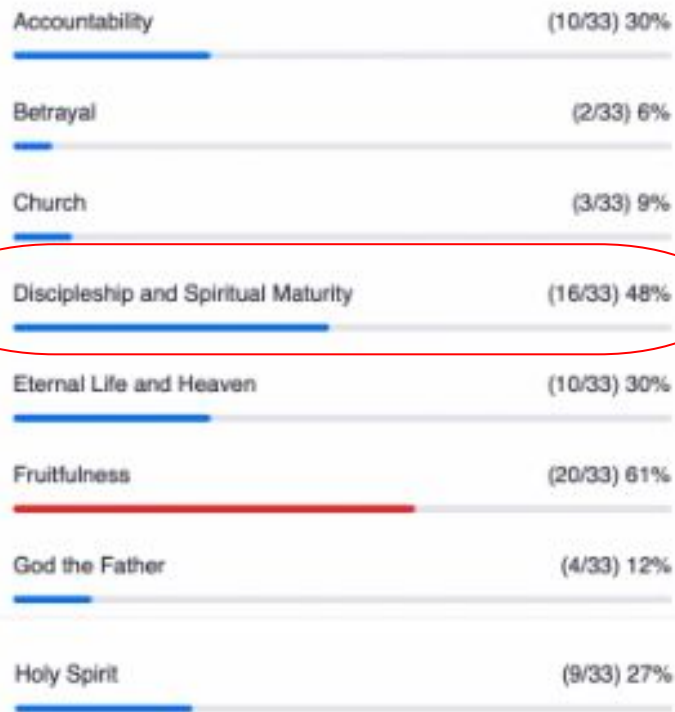 Accountability (10/33) 30%
Betrayal (2/33) 6%
Church (3/33) 9%
Discipleship and Spiritual Maturity (16/33) 48%
Eternal Life and Heaven (10/33) 30%
Fruitfulness (20/33) 61%
God the Father (4/33) 12%
Holy Spirit (9/33) 27%